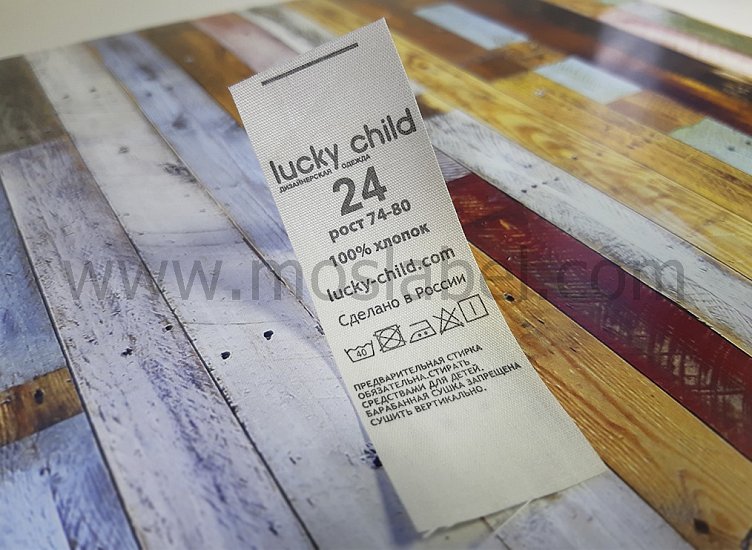 lucky child
ДИЗАЙНЕРСКАЯ ОДЕЖДА
24
рост 74-80
100% хлопок
lucky-child.com
Сделано в России
40
ПРЕДВАРИТЕЛЬНАЯ СТИРКА
ОБЯЗАТЕЛЬНА.СТИРАТЬ
СРЕДСТВАМИ ДЛЯ ДЕТЕЙ.
БАРАБАННАЯ СУШКА ЗАПРЕЩЕНА
СУШИТЬ ВЕРТИКАЛЬНО.
www.moslabel.com